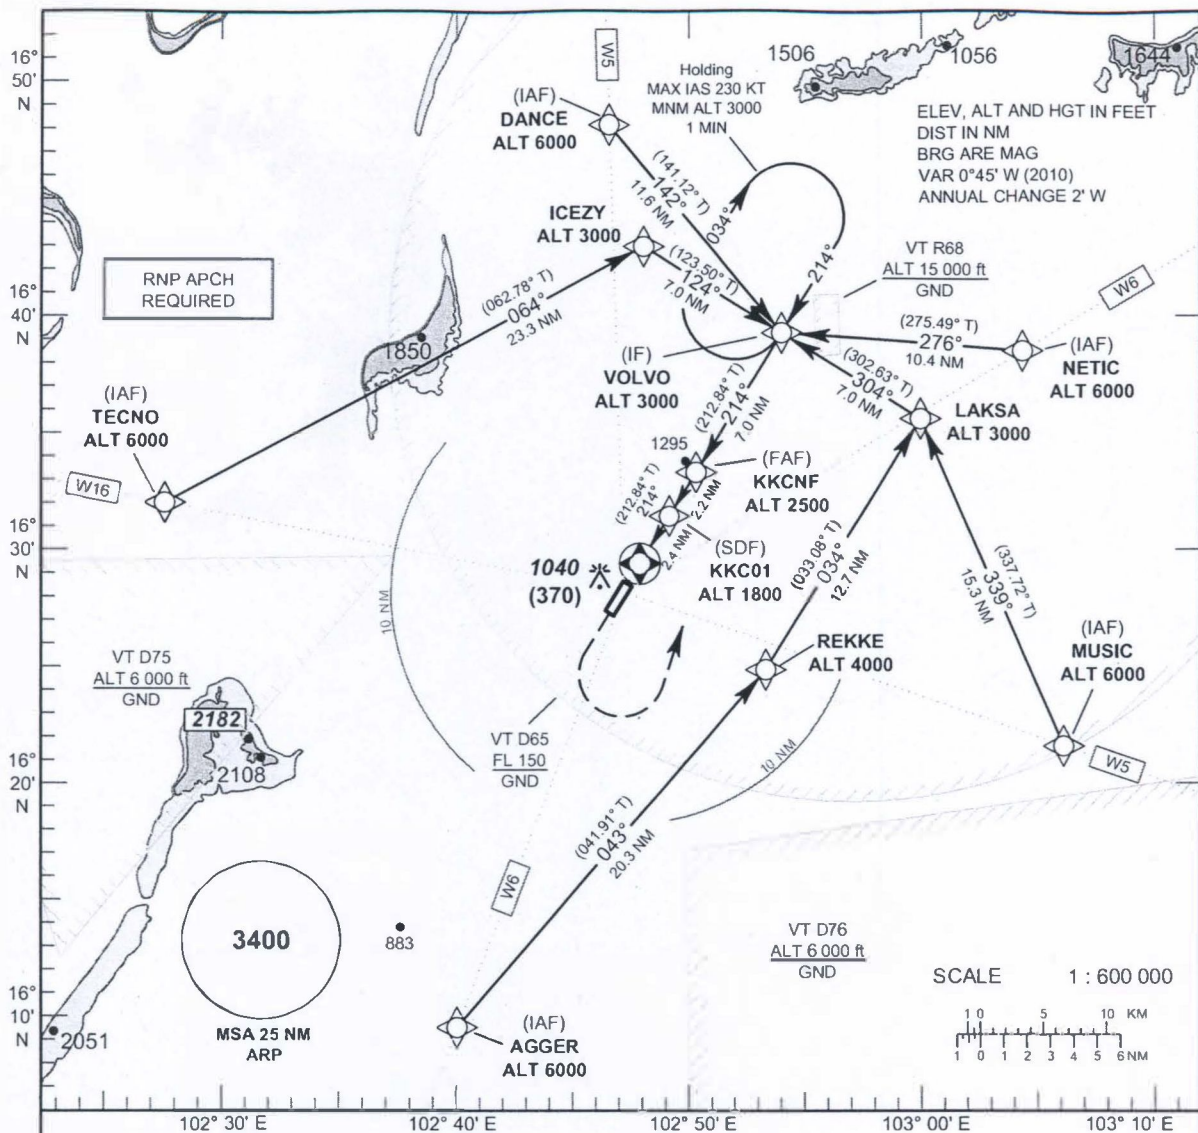 16°
50'
N
W5
1506
1056
1644
Holding
MAX IAS 230 KT
MNM ALT 3000
1 MIN
(IAF)
DANCE
ALT 6000
ELEV, ALT AND HGT IN FEET
DIST IN NM
BRG ARE MAG
VAR 0°45' W (2010)
ANNUAL CHANGE 2' W
(141.12° T)
142°
11.6 NM
034°
214°
ICEZY
ALT 3000
(123.50° T)
124°
7.0 NM
VT R68
ALT 15 000 ft
GND
W6
RNP APCH
REQUIRED
(062.78° T)
064°
23.3 NM
16°
40'
N
1850
(IF)
VOLVO
ALT 3000
(275.49° T)
276°
10.4 NM
(IAF)
NETIC
ALT 6000
(302.63° T)
304°
7.0 NM
LAKSA
ALT 3000
(IAF)
TECNO
ALT 6000
W16
(212.84° T)
214°
7.0 NM
1295
(FAF)
KKCNF
ALT 2500
(212.84° T)
214°
2.2 NM
2.4 NM
(SDF)
KKC01
ALT 1800
16°
30'
N
1040
(370)
(033.08° T)
034°
12.7 NM
(337.72° T)
339°
15.3 NM
10 NM
REKKE
ALT 4000
(IAF)
MUSIC
ALT 6000
VT D75
ALT 6 000 ft
GND
2182
2108
VT D65
FL 150
GND
10 NM
W5
16°
20'
N
(041.91° T)
043°
20.3 NM
W6
3400
MSA 25 NM
ARP
883
VT D76
ALT 6 000 ft
GND
SCALE 1 : 600 000
1 0 5 10 KM
1 0 1 2 3 4 5 6 NM
16°
10'
N
2051
(IAF)
AGGER
ALT 6000
102° 30' E
102° 40' E
102° 50' E
103° 00' E
103° 10' E